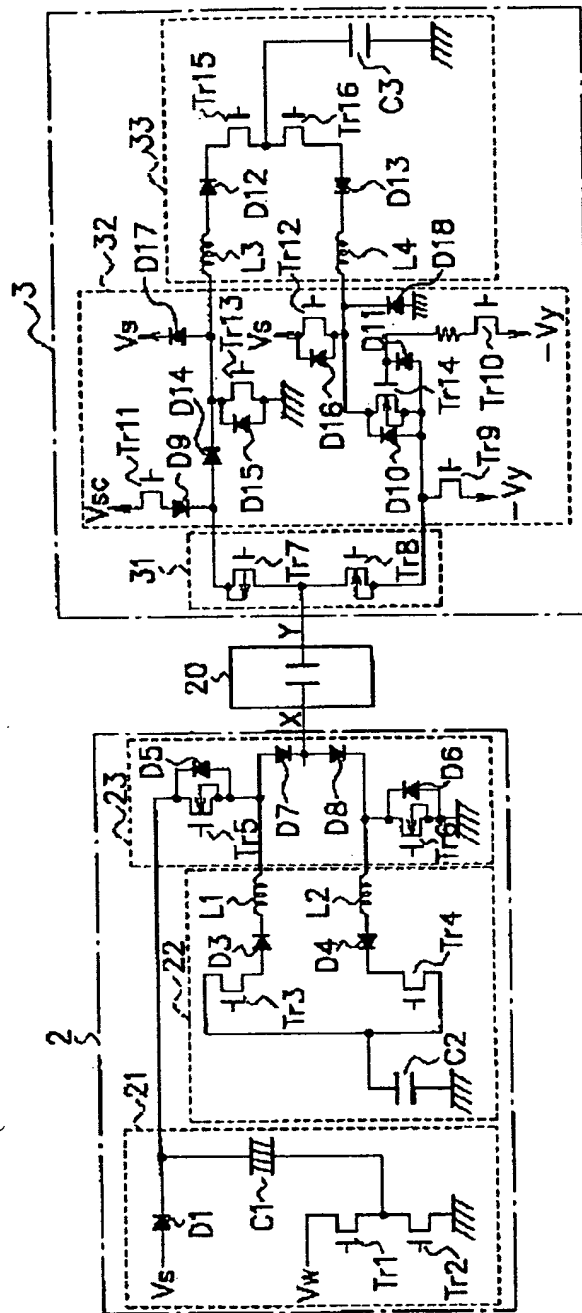 2
21
Vs
D1
C1
Vw
Tr1
Tr2
22
C2
Tr3
D3
L1
D4
L2
Tr4
23
Tr5
D5
D7
D8
Tr6
D6
X
20
Y
3
31
Tr7
Tr8
32
Vsc
Tr11
D9
D14
D15
Tr13
Vs
D17
Vs
D16
Tr12
D10
D11
Tr14
Tr10
-Vy
Tr9
-Vy
D18
33
L3
D12
Tr15
L4
D13
Tr16
C3